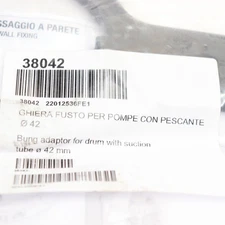 SSAGGIO A PARETE
WALL FIXING
38042
38042 22012536FE1
GHIERA FUSTO PER POMPE CON PESCANTE
Ø 42
Bung adaptor for drum with suction
tube ø 42 mm